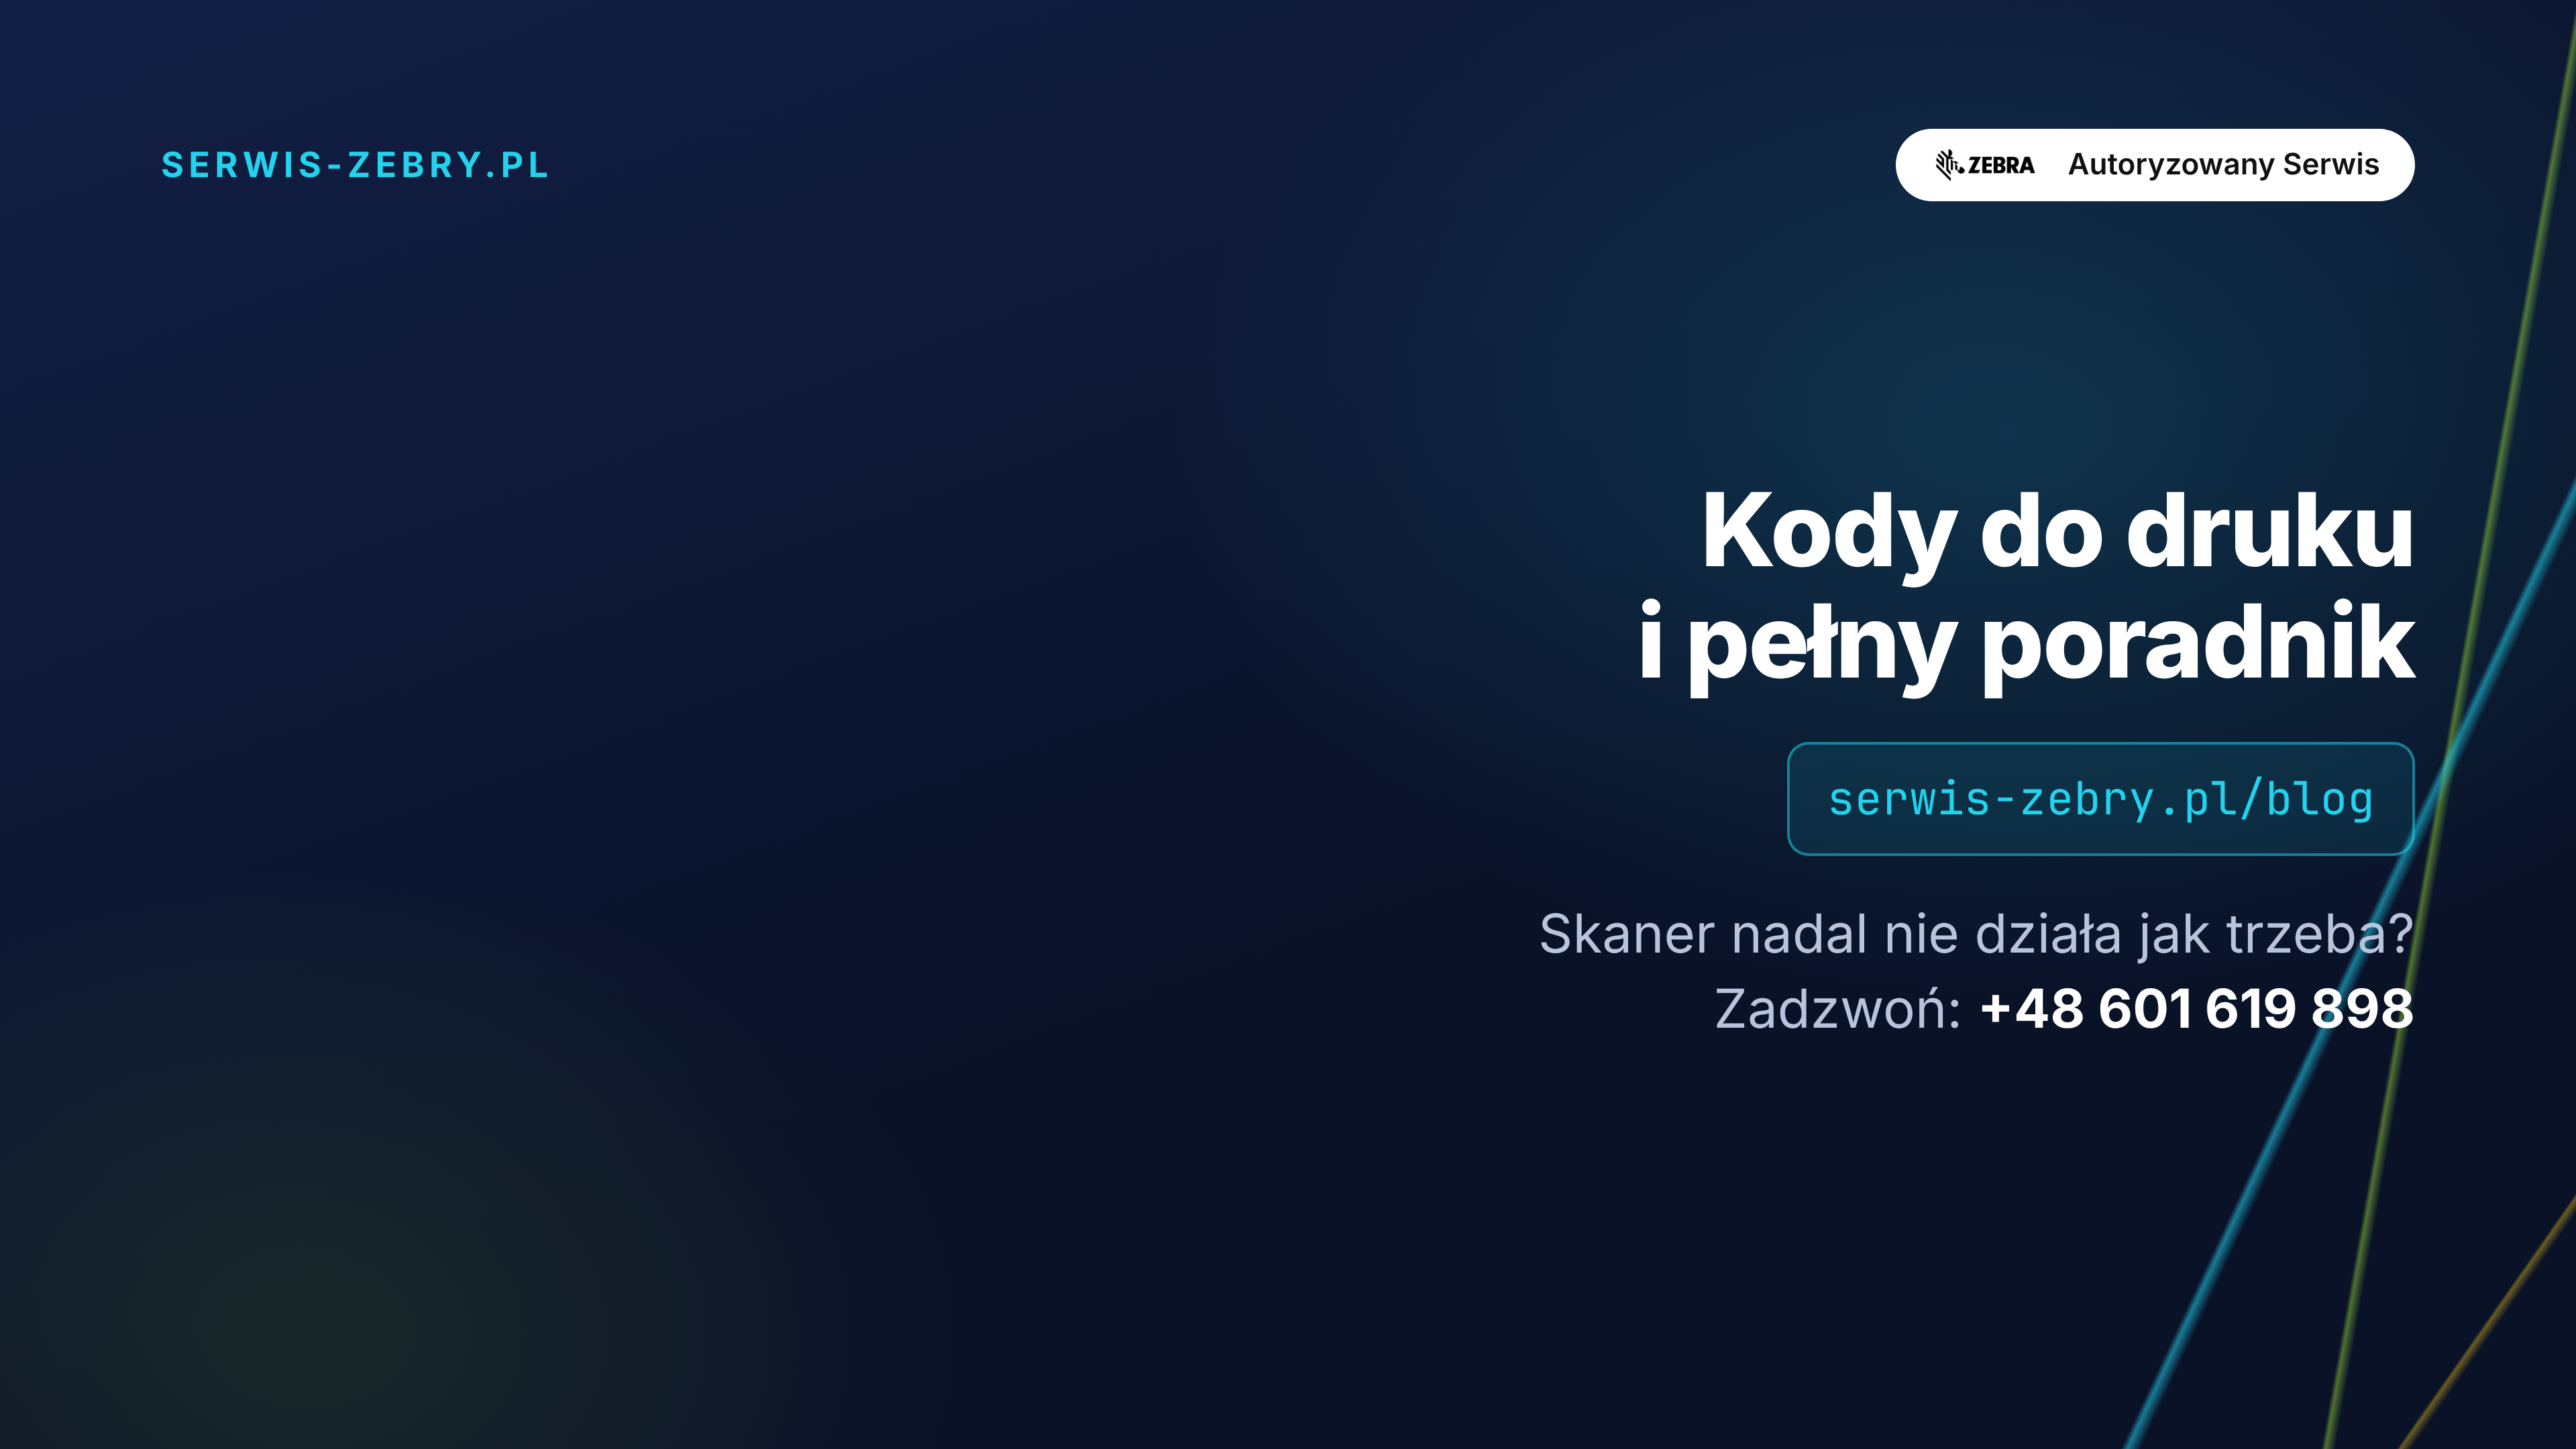 SERWIS-ZEBRY.PL
ZEBRA Autoryzowany Serwis
Kody do druku
i pełny poradnik
serwis-zebry.pl/blog
Skaner nadal nie działa jak trzeba?
Zadzwoń: +48 601 619 898